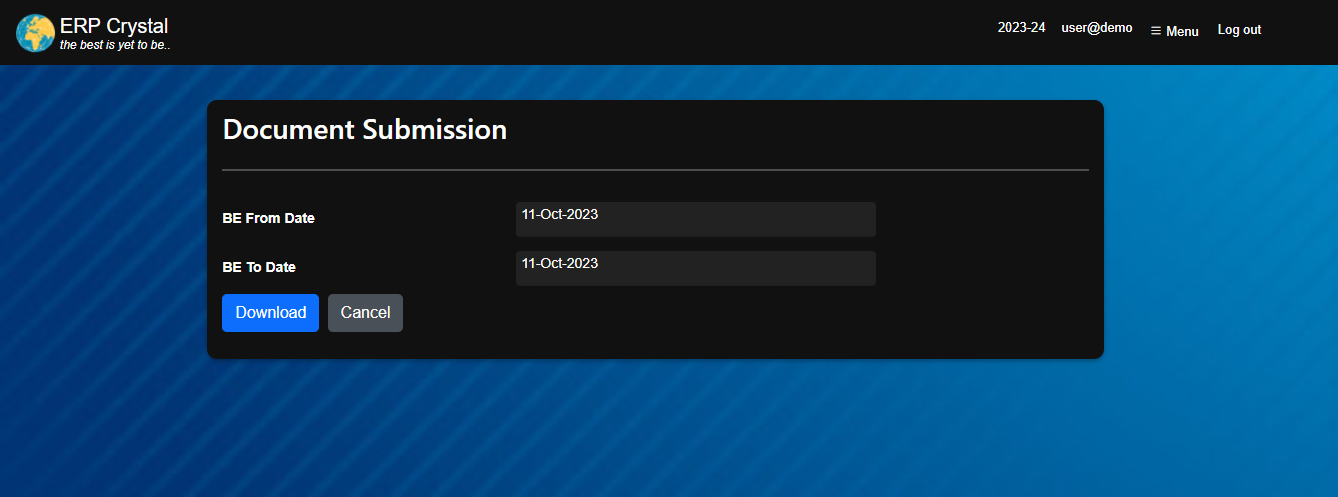 ERP Crystal
the best is yet to be..
2023-24 user@demo ☰ Menu Log out
Document Submission
BE From Date 11-Oct-2023
BE To Date 11-Oct-2023
Download Cancel